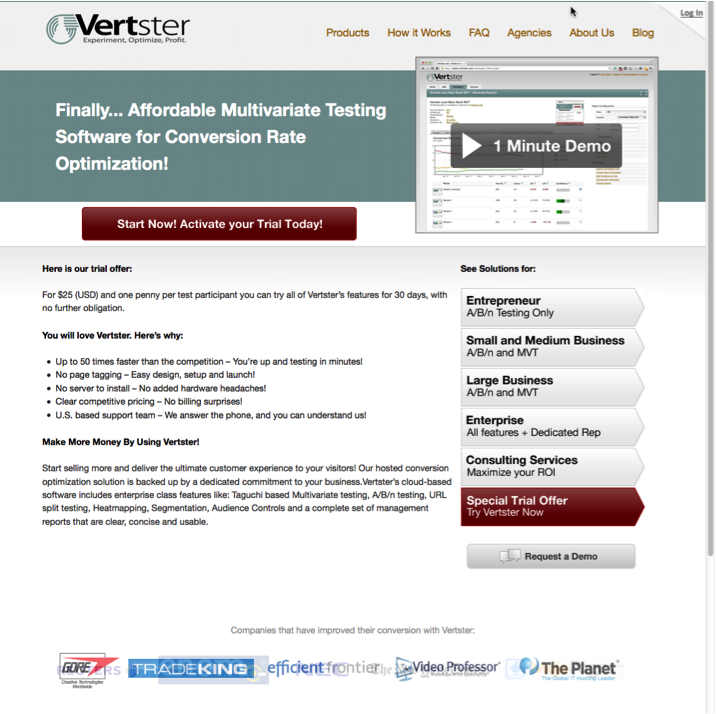 Log In
Vertster
Experiment, Optimize, Profit.
Products How it Works FAQ Agencies About Us Blog
Finally... Affordable Multivariate Testing
Software for Conversion Rate
Optimization!
Vertster
1 Minute Demo
Start Now! Activate your Trial Today!
Here is our trial offer:
For $25 (USD) and one penny per test participant you can try all of Vertster's features for 30 days, with
no further obligation.
You will love Vertster. Here's why:
Up to 50 times faster than the competition – You're up and testing in minutes!
No page tagging – Easy design, setup and launch!
No server to install – No added hardware headaches!
Clear competitive pricing – No billing surprises!
U.S. based support team – We answer the phone, and you can understand us!
Make More Money By Using Vertster!
Start selling more and deliver the ultimate customer experience to your visitors! Our hosted conversion
optimization solution is backed up by a dedicated commitment to your business.Vertster's cloud-based
software includes enterprise class features like: Taguchi based Multivariate testing, A/B/n testing, URL
split testing, Heatmapping, Segmentation, Audience Controls and a complete set of management
reports that are clear, concise and usable.
See Solutions for:
Entrepreneur
A/B/n Testing Only
Small and Medium Business
A/B/n and MVT
Large Business
A/B/n and MVT
Enterprise
All features + Dedicated Rep
Consulting Services
Maximize your ROI
Special Trial Offer
Try Vertster Now
Request a Demo
Companies that have improved their conversion with Vertster:
GORE
Creative Technologies
Worldwide
TRADEKING
efficient frontier
Video Professor
The Planet
The Global IT Hosting Leader